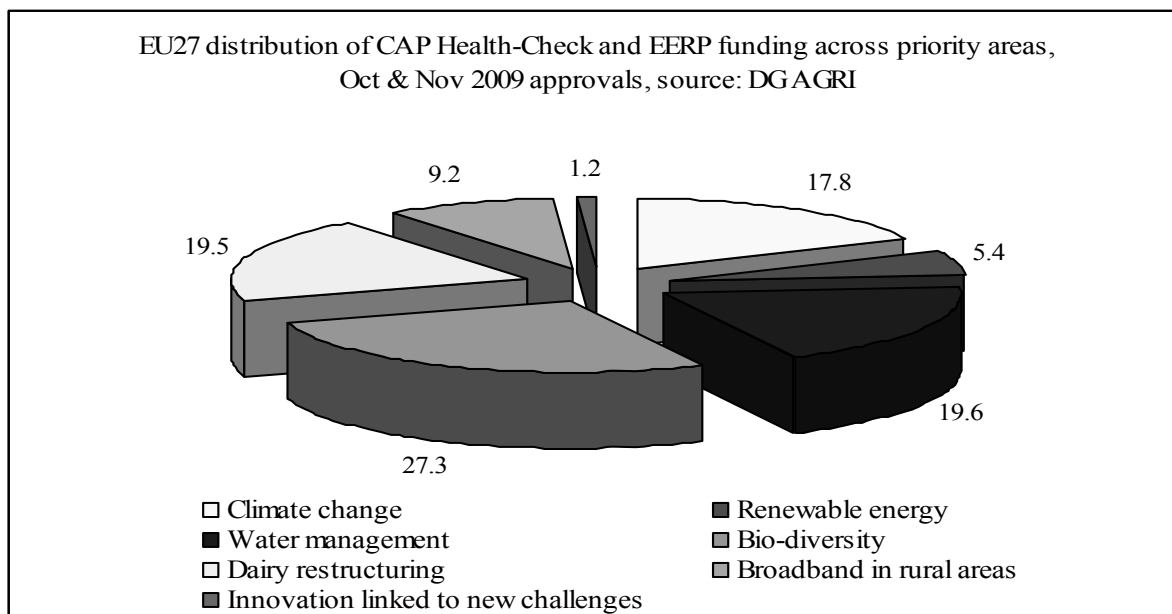 EU27 distribution of CAP Health-Check and EERP funding across priority areas,
Oct & Nov 2009 approvals, source: DG AGRI
1.2
9.2
17.8
19.5
5.4
19.6
27.3
Climate change
Renewable energy
Water management
Bio-diversity
Dairy restructuring
Broadband in rural areas
Innovation linked to new challenges